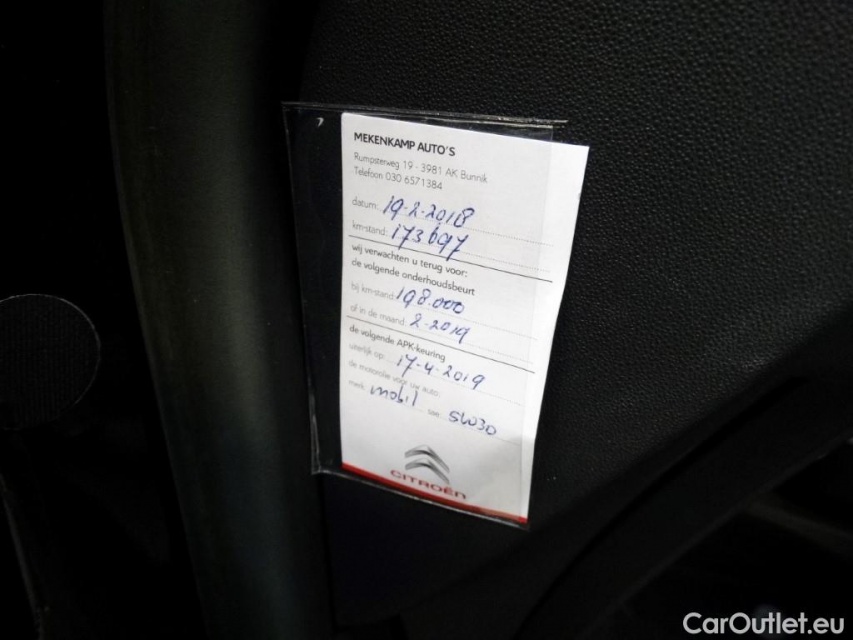 MEKENKAMP AUTO'S
Rumpsterweg 19 - 3981 AK Bunnik
Telefoon 030 6571384
datum: 19-2-2018
km-stand: 173697
wij verwachten u terug voor:
de volgende onderhoudsbeurt
bij km-stand: 198.000
of in de maand: 2-2019
de volgende APK-keuring
uiterlijk op: 17-4-2019
de motorolie voor uw auto:
merk: mobil sae: 5W30
CITROËN
CarOutlet.eu